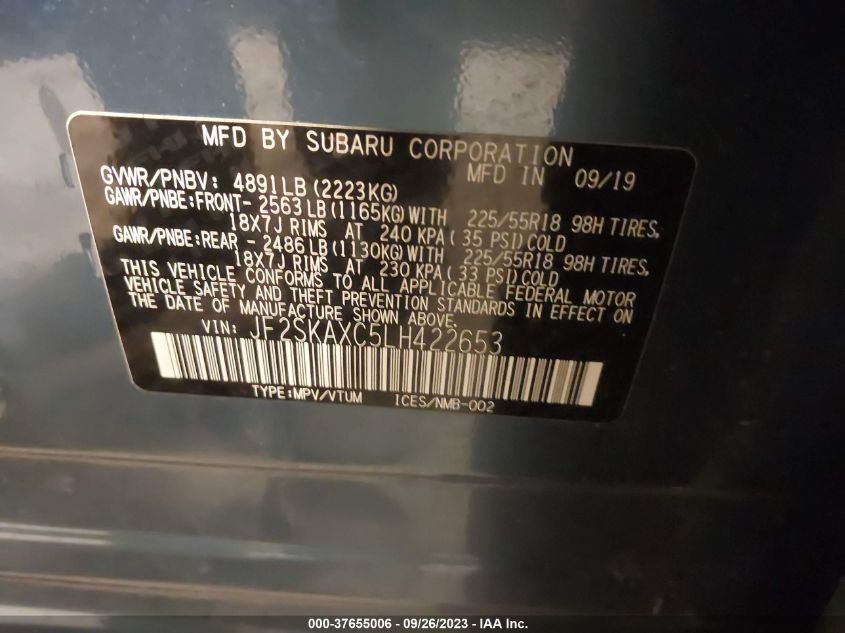 MFD BY SUBARU CORPORATION
MFD IN 09/19
GVWR/PNBV: 4891LB (2223KG)
GAWR/PNBE:FRONT- 2563LB (1165KG) WITH 225/55R18 98H TIRES,
18X7J RIMS AT 240 KPA ( 35 PSI) COLD
GAWR/PNBE:REAR - 2486LB (1130KG) WITH 225/55R18 98H TIRES,
18X7J RIMS AT 230 KPA ( 33 PSI) COLD
THIS VEHICLE CONFORMS TO ALL APPLICABLE FEDERAL MOTOR
VEHICLE SAFETY AND THEFT PREVENTION STANDARDS IN EFFECT ON
THE DATE OF MANUFACTURE SHOWN ABOVE.
VIN: JF2SKAXC5LH422653
TYPE:MPV/VTUM ICES/NMB-002
000-37655006 - 09/26/2023 - IAA Inc.